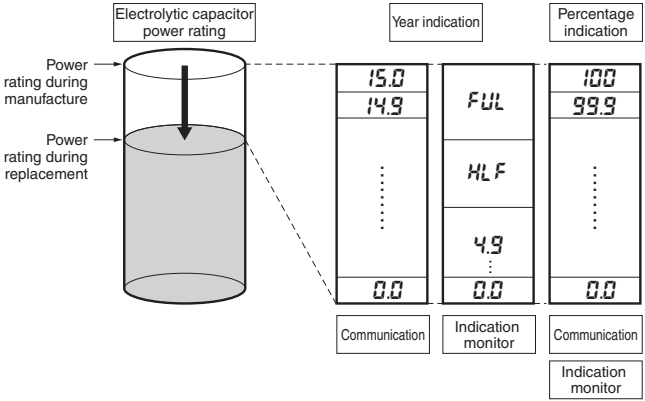 Electrolytic capacitor
power rating
Year indication
Percentage
indication
Power
rating during
manufacture
Power
rating during
replacement
15.0
14.9
0.0
FUL
HLF
4.9
0.0
100
99.9
0.0
Communication
Indication
monitor
Communication
Indication
monitor